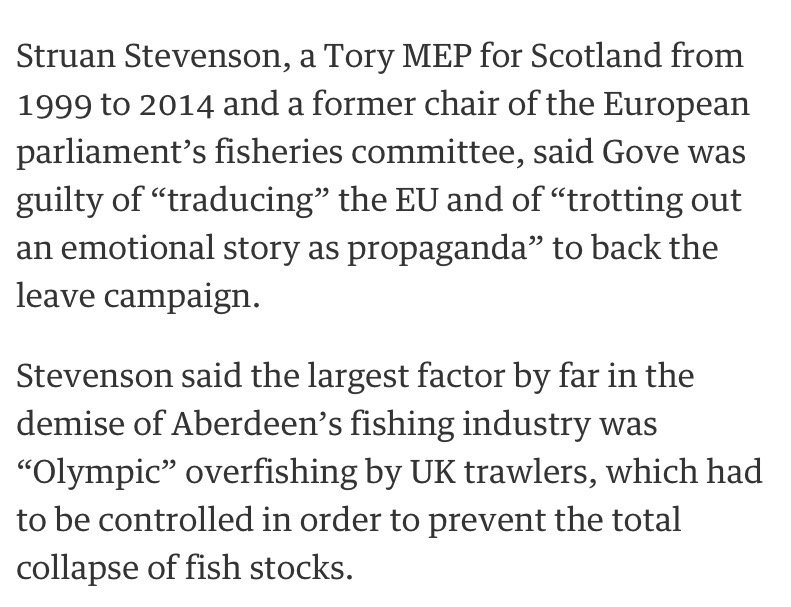 Struan Stevenson, a Tory MEP for Scotland from
1999 to 2014 and a former chair of the European
parliament’s fisheries committee, said Gove was
guilty of “traducing” the EU and of “trotting out
an emotional story as propaganda” to back the
leave campaign.
Stevenson said the largest factor by far in the
demise of Aberdeen’s fishing industry was
“Olympic” overfishing by UK trawlers, which had
to be controlled in order to prevent the total
collapse of fish stocks.